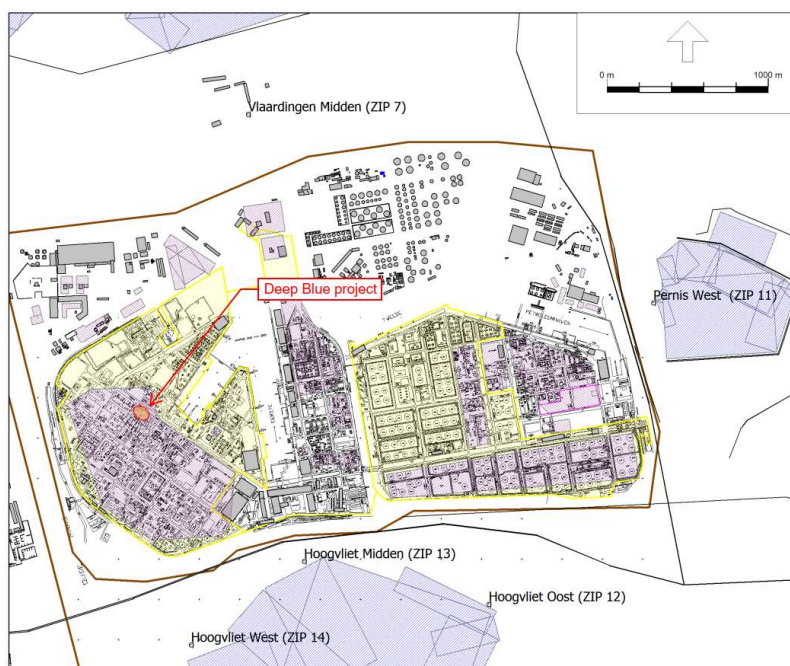 0 m
1000 m
Vlaardingen Midden (ZIP 7)
Deep Blue project
Pernis West (ZIP 11)
Hoogvliet Midden (ZIP 13)
Hoogvliet Oost (ZIP 12)
Hoogvliet West (ZIP 14)